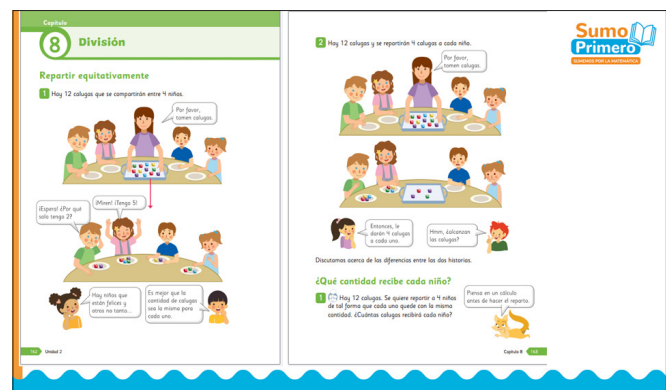 Capítulo
8 División
Repartir equitativamente
1 Hay 12 calugas que se compartirán entre 4 niños.
Por favor,
tomen calugas.
¡Espera! ¿Por qué
solo tengo 2?
¡Miren! ¡Tengo 5!
Hay niños que
están felices y
otros no tanto...
Es mejor que la
cantidad de calugas
sea la misma para
cada uno.
142 Unidad 2
2 Hay 12 calugas y se repartirán 4 calugas a cada niño.
Por favor,
tomen calugas.
Entonces, le
darán 4 calugas
a cada uno.
Hmm, ¿alcanzan
las calugas?
Discutamos acerca de las diferencias entre las dos historias.
¿Qué cantidad recibe cada niño?
1 Hay 12 calugas. Se quiere repartir a 4 niños
de tal forma que cada uno quede con la misma
cantidad. ¿Cuántas calugas recibirá cada niño?
Piensa en un cálculo
antes de hacer el reparto.
Capítulo 8 143
Sumo
Primero
SUMEMOS POR LA MATEMÁTICA